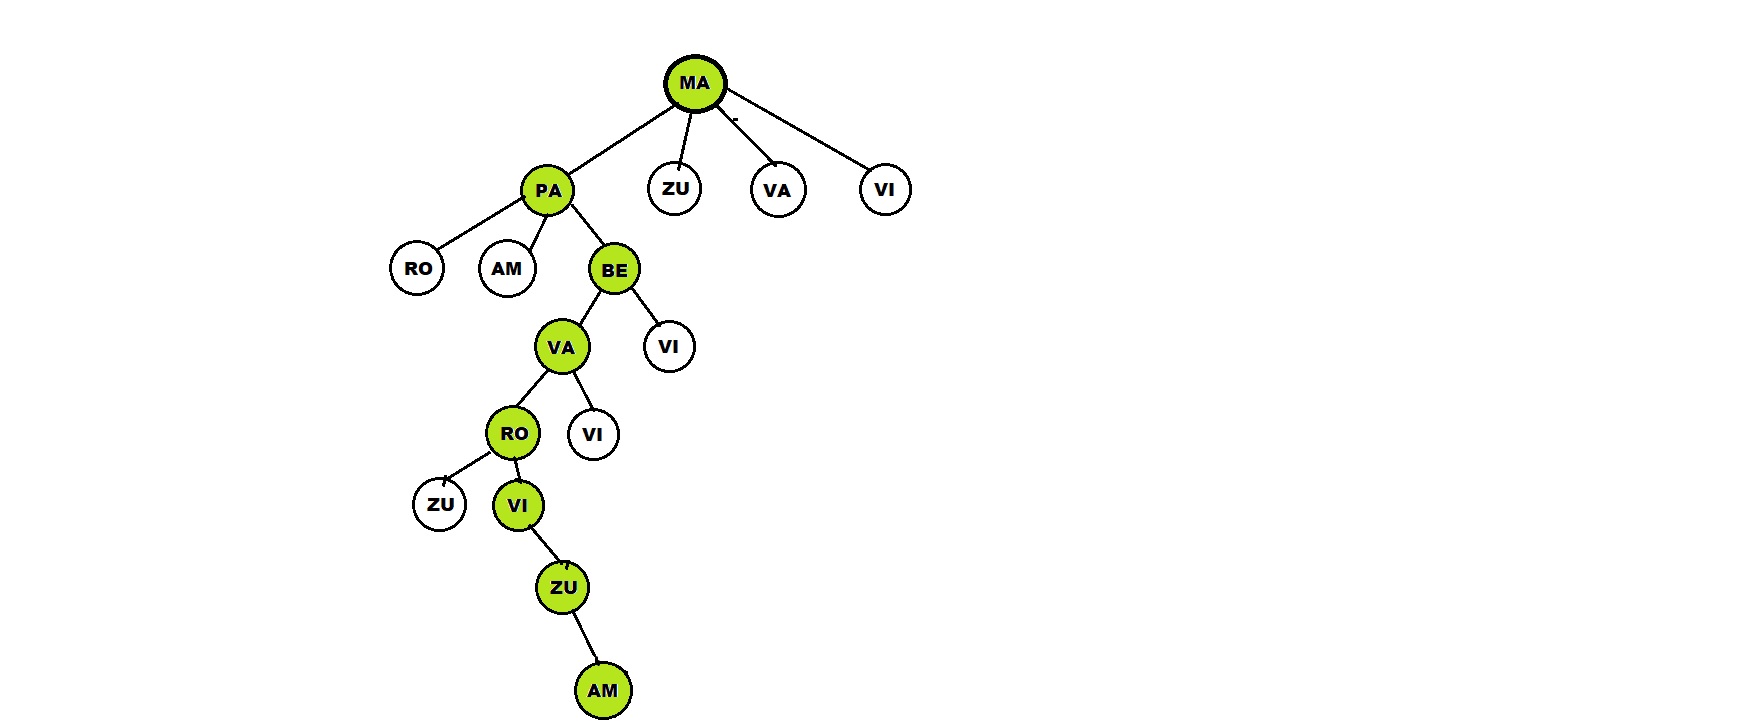 MA
PA ZU VA VI
RO AM BE
VA VI
RO VI
ZU VI
ZU
AM